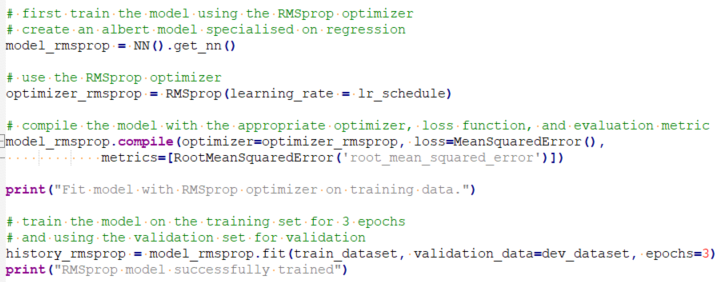 # first train the model using the RMSprop optimizer
# create an albert model specialised on regression
model_rmsprop = NN().get_nn()
# use the RMSprop optimizer
optimizer_rmsprop = RMSprop(learning_rate = lr_schedule)
# compile the model with the appropriate optimizer, loss function, and evaluation metric
model_rmsprop.compile(optimizer=optimizer_rmsprop, loss=MeanSquaredError(),
metrics=[RootMeanSquaredError('root_mean_squared_error')])
print("Fit model with RMSprop optimizer on training data.")
# train the model on the training set for 3 epochs
# and using the validation set for validation
history_rmsprop = model_rmsprop.fit(train_dataset, validation_data=dev_dataset, epochs=3)
print("RMSprop model successfully trained")